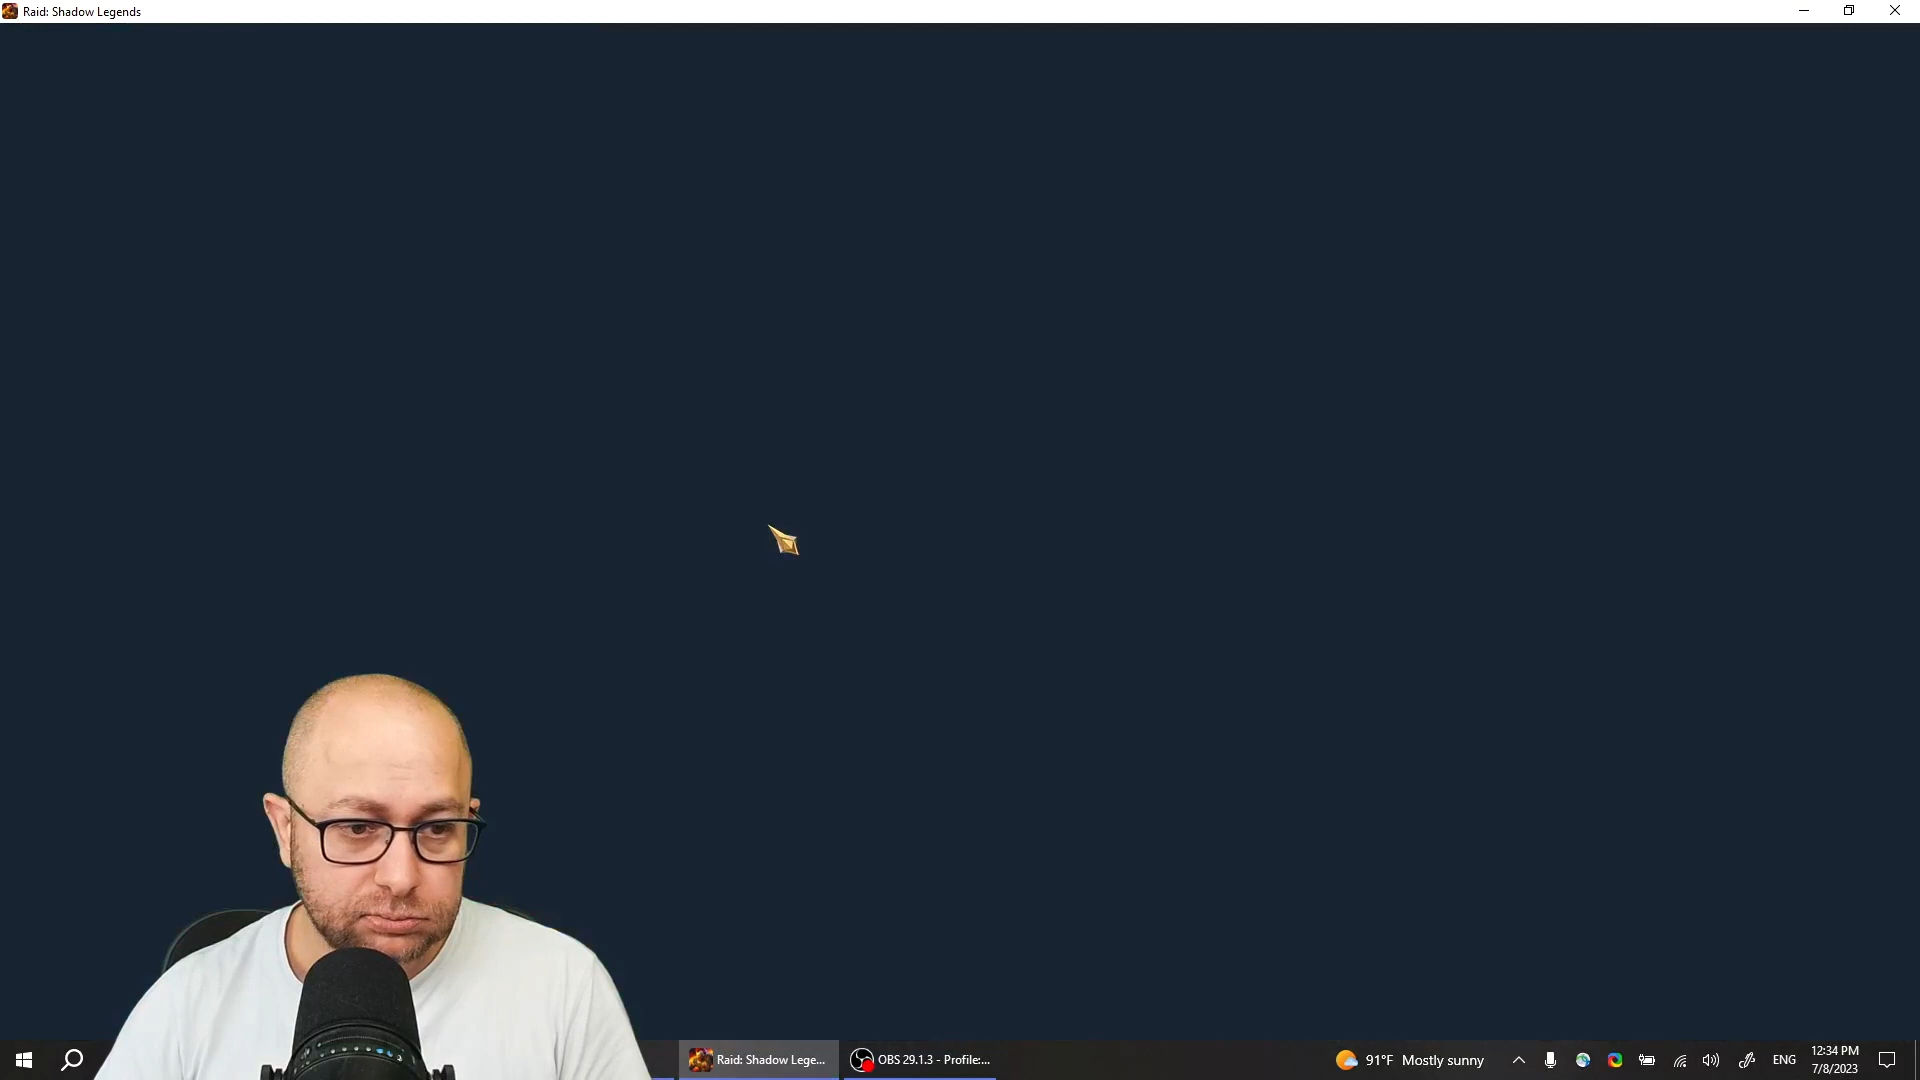 Raid: Shadow Legends
Raid: Shadow Lege...
OBS 29.1.3 - Profile:...
91°F Mostly sunny
ENG
12:34 PM
7/8/2023